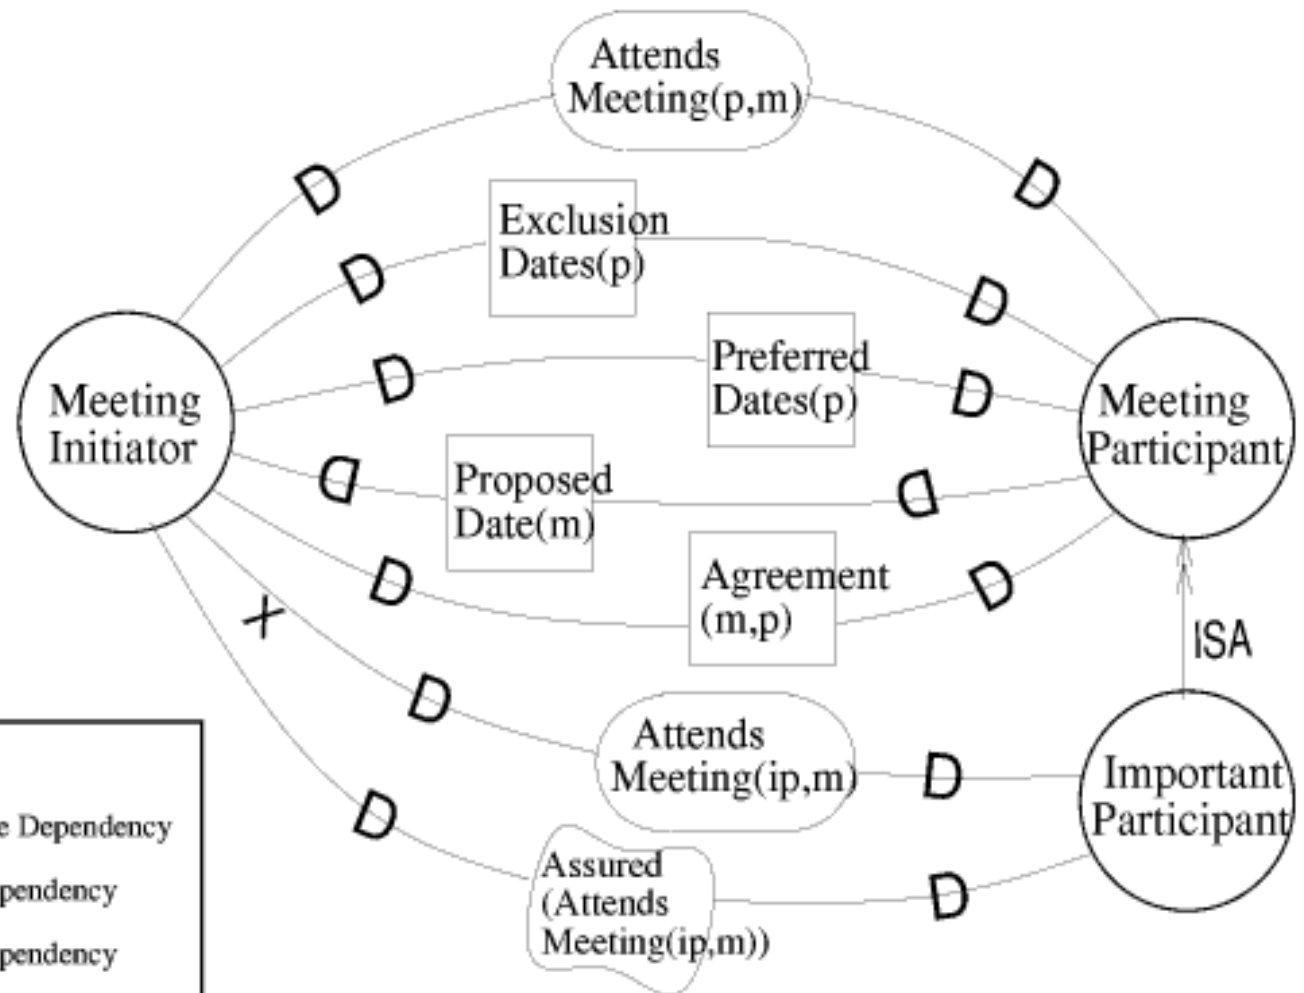 Attends
Meeting(p,m)
Exclusion
Dates(p)
Preferred
Dates(p)
Meeting
Initiator
Meeting
Participant
Proposed
Date(m)
Agreement
(m,p)
X
ISA
Attends
Meeting(ip,m)
Important
Participant
Assured
(Attends
Meeting(ip,m))
e Dependency
pendency
pendency
D
D
D
D
D
D
D
D
D
D
D
D
D
D